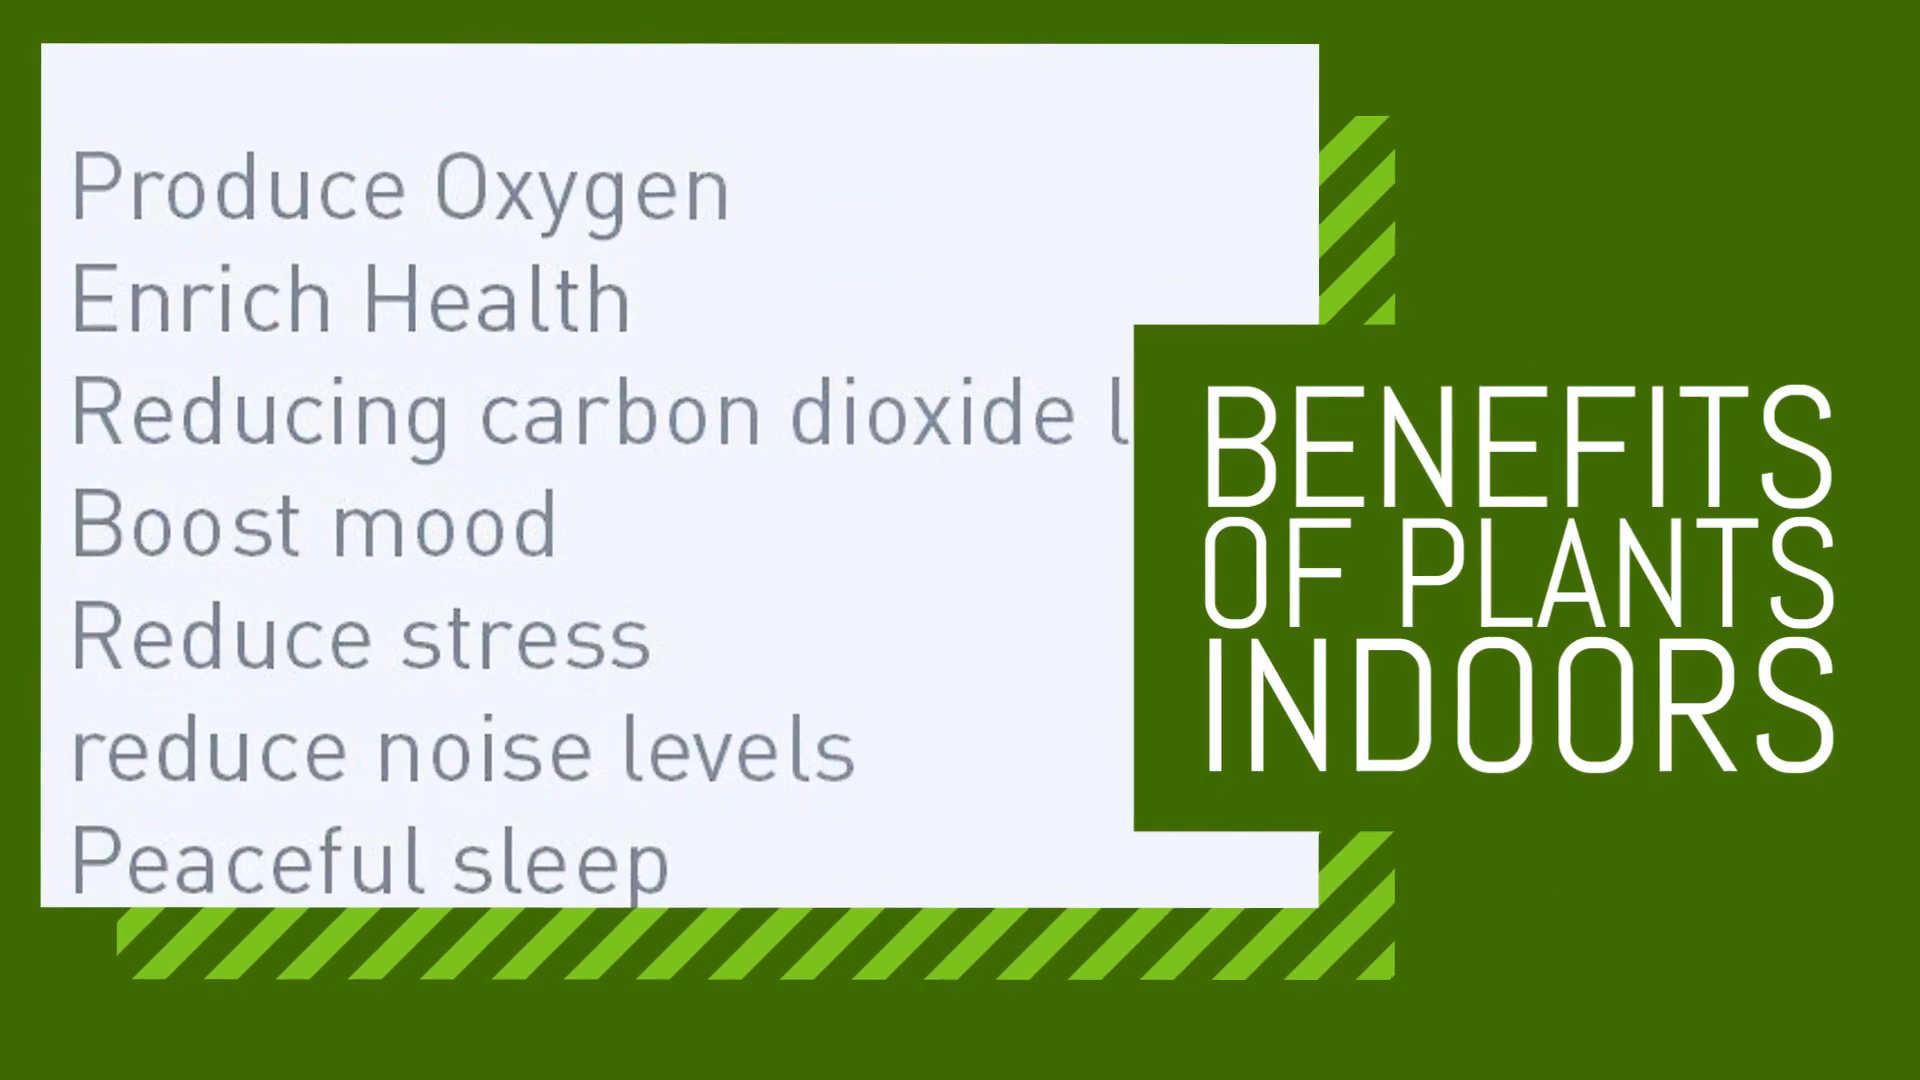 Produce Oxygen
Enrich Health
Reducing carbon dioxide
Boost mood
Reduce stress
reduce noise levels
Peaceful sleep
BENEFITS
OF PLANTS
INDOORS